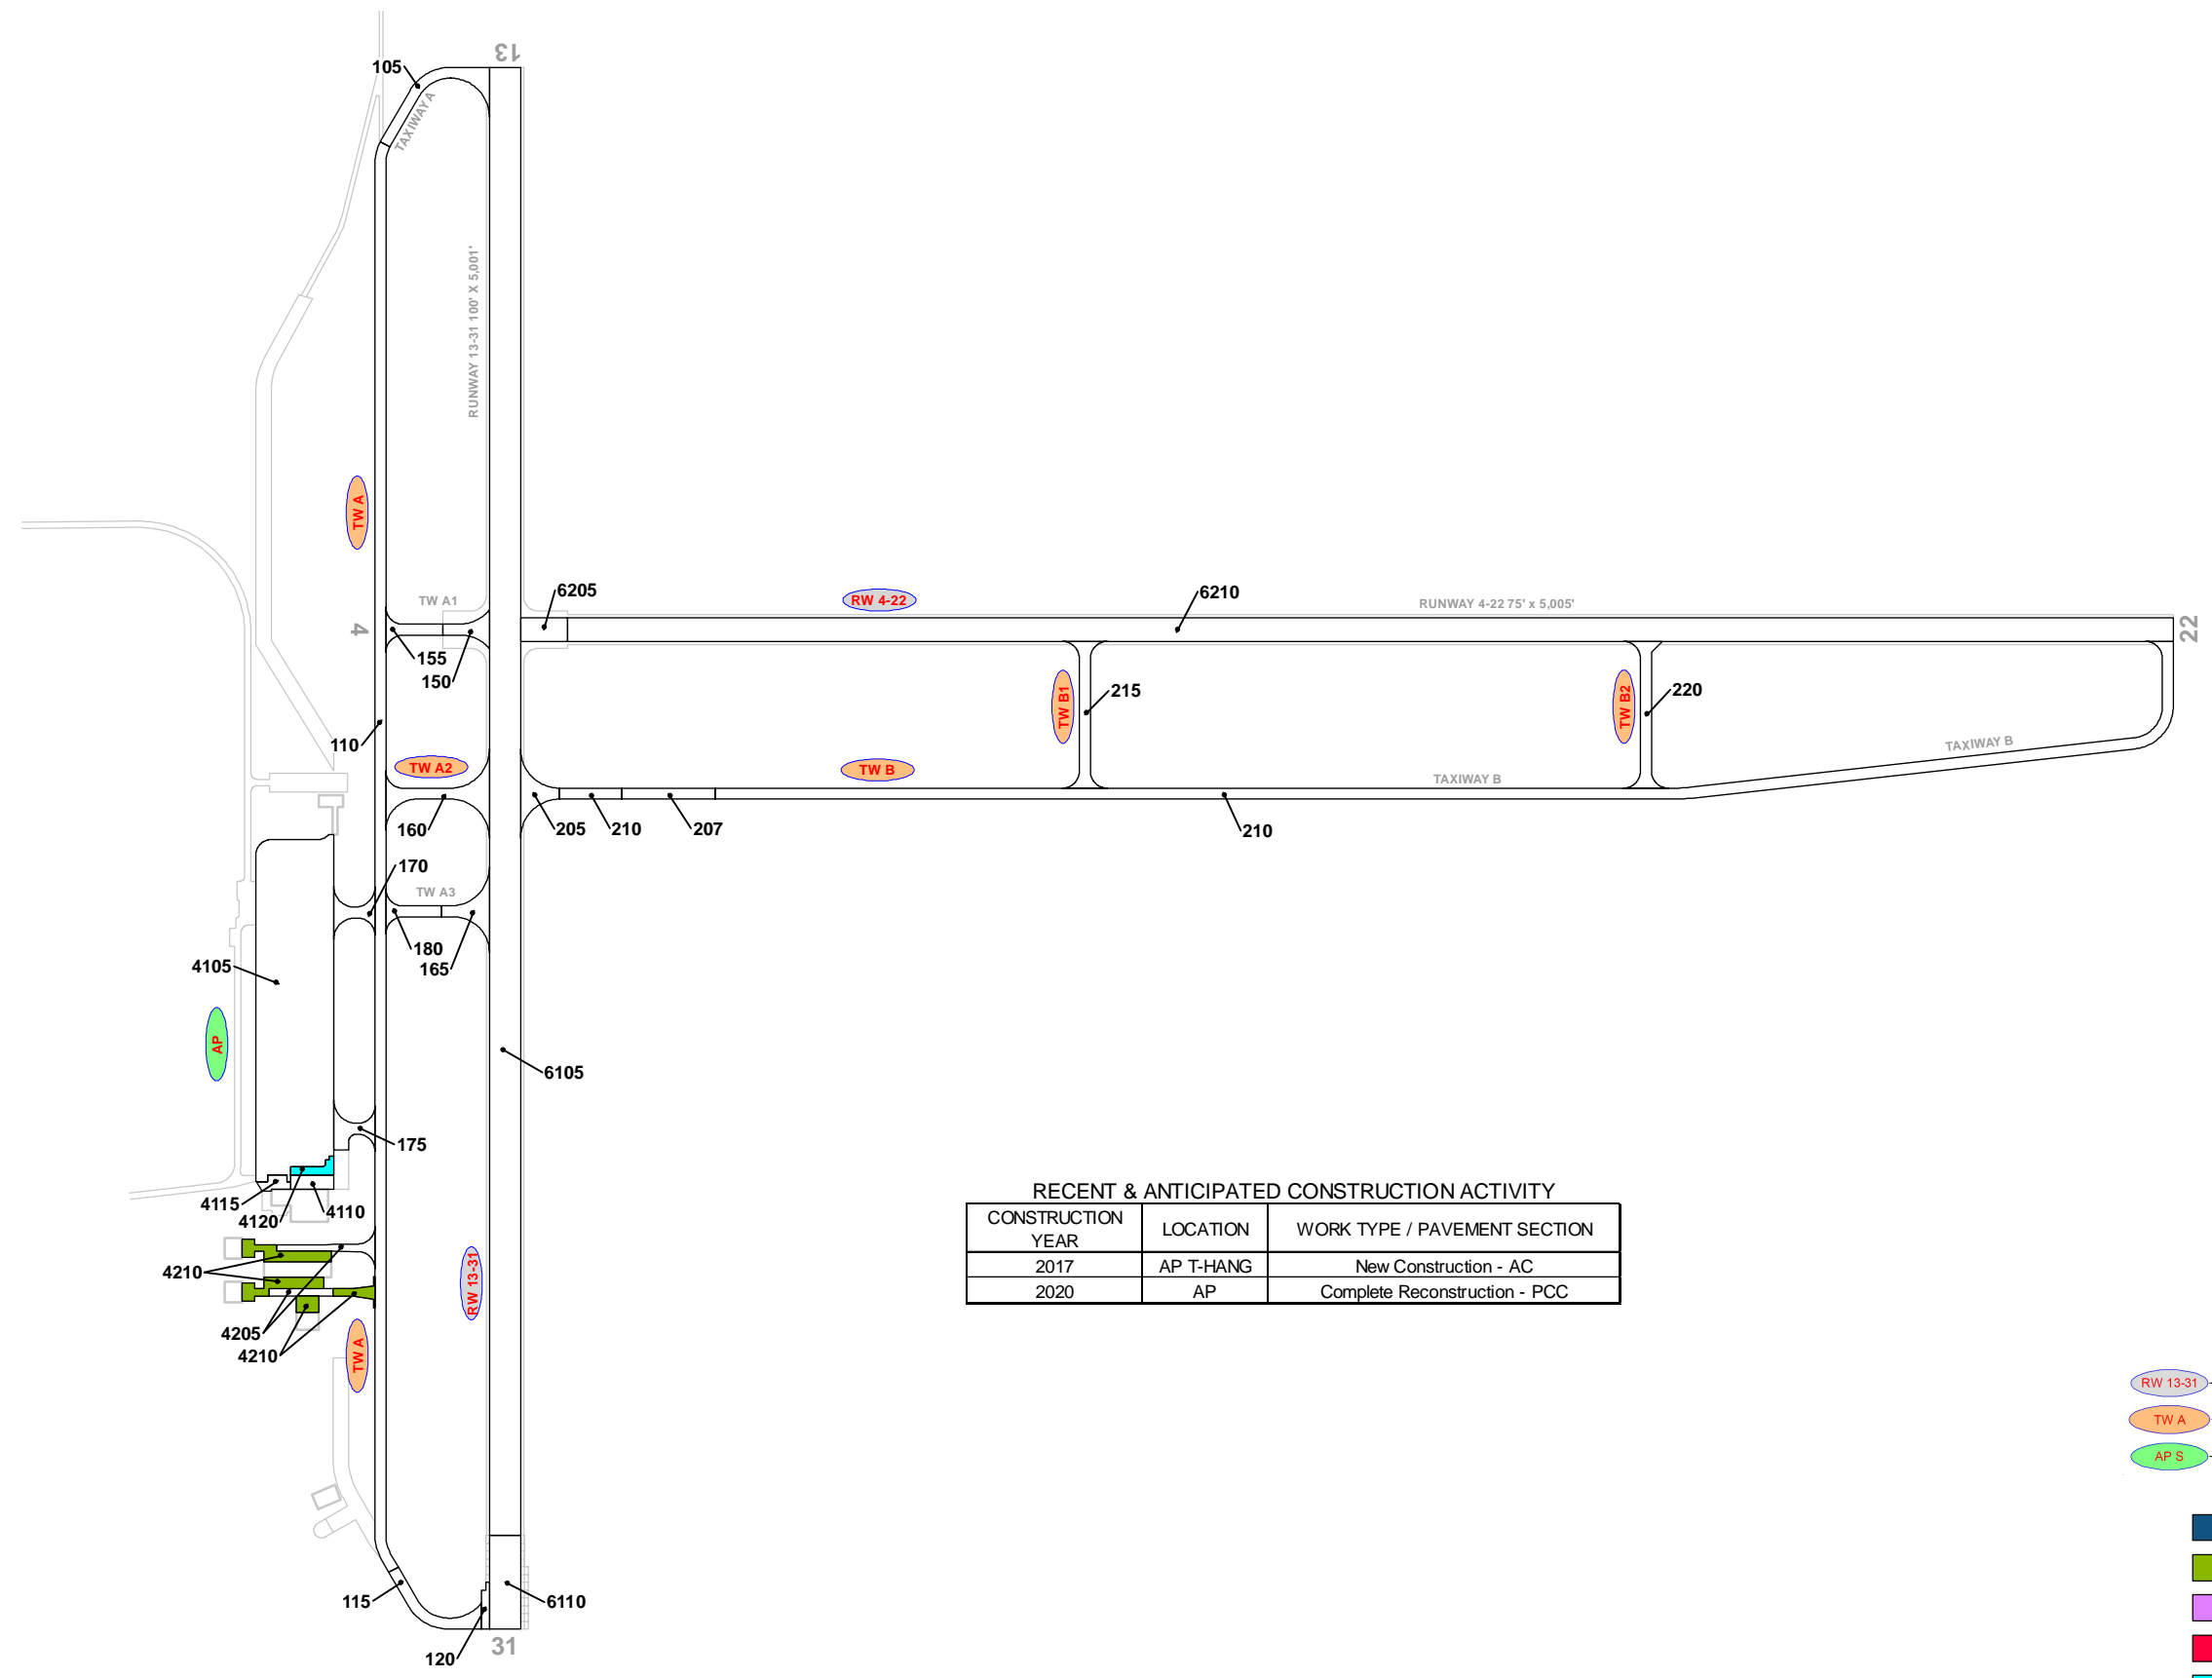 13
105
TAXIWAY A
RUNWAY 13-31 100' X 5,001'
TW A
6205
RW 4-22
6210
RUNWAY 4-22 75' x 5,005'
TW A1
4
22
155
150
TW B1
215
TW B2
220
110
TW A2
TW B
TAXIWAY B
TAXIWAY B
160
205
210
207
210
170
TW A3
180
165
4105
AP
6105
175
4115
4120
4110
4210
RW 13-31
4205
4210
TW A
RECENT & ANTICIPATED CONSTRUCTION ACTIVITY
CONSTRUCTION YEAR LOCATION WORK TYPE / PAVEMENT SECTION
2017 AP T-HANG New Construction - AC
2020 AP Complete Reconstruction - PCC
RW 13-31
TW A
AP S
115
6110
120
31